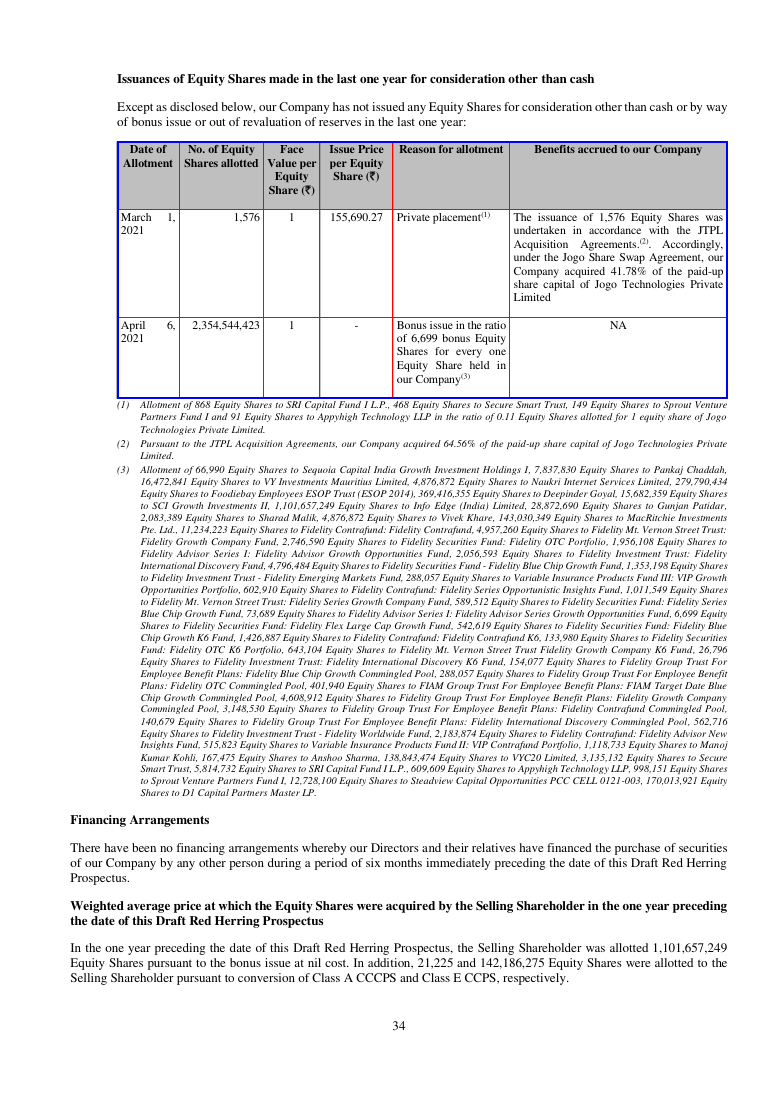 Issuances of Equity Shares made in the last one year for consideration other than cash
Except as disclosed below, our Company has not issued any Equity Shares for consideration other than cash or by way
of bonus issue or out of revaluation of reserves in the last one year:
Date of Allotment
No. of Equity Shares allotted
Face Value per Equity Share (₹)
Issue Price per Equity Share (₹)
Reason for allotment
Benefits accrued to our Company
March 1, 2021
1,576
1
155,690.27
Private placement(1)
The issuance of 1,576 Equity Shares was
undertaken in accordance with the JTPL
Acquisition Agreements.(2). Accordingly,
under the Jogo Share Swap Agreement, our
Company acquired 41.78% of the paid-up
share capital of Jogo Technologies Private
Limited
April 6, 2021
2,354,544,423
1
-
Bonus issue in the ratio
of 6,699 bonus Equity
Shares for every one
Equity Share held in
our Company(3)
NA
(1) Allotment of 868 Equity Shares to SRI Capital Fund I L.P., 468 Equity Shares to Secure Smart Trust, 149 Equity Shares to Sprout Venture
Partners Fund I and 91 Equity Shares to Appyhigh Technology LLP in the ratio of 0.11 Equity Shares allotted for 1 equity share of Jogo
Technologies Private Limited.
(2) Pursuant to the JTPL Acquisition Agreements, our Company acquired 64.56% of the paid-up share capital of Jogo Technologies Private
Limited.
(3) Allotment of 66,990 Equity Shares to Sequoia Capital India Growth Investment Holdings I, 7,837,830 Equity Shares to Pankaj Chaddah,
16,472,841 Equity Shares to VY Investments Mauritius Limited, 4,876,872 Equity Shares to Naukri Internet Services Limited, 279,790,434
Equity Shares to Foodiebay Employees ESOP Trust (ESOP 2014), 369,416,355 Equity Shares to Deepinder Goyal, 15,682,359 Equity Shares
to SCI Growth Investments II, 1,101,657,249 Equity Shares to Info Edge (India) Limited, 28,872,690 Equity Shares to Gunjan Patidar,
2,083,389 Equity Shares to Sharad Malik, 4,876,872 Equity Shares to Vivek Khare, 143,030,349 Equity Shares to MacRitchie Investments
Pte. Ltd., 11,234,223 Equity Shares to Fidelity Contrafund: Fidelity Contrafund, 4,957,260 Equity Shares to Fidelity Mt. Vernon Street Trust:
Fidelity Growth Company Fund, 2,746,590 Equity Shares to Fidelity Securities Fund: Fidelity OTC Portfolio, 1,956,108 Equity Shares to
Fidelity Advisor Series I: Fidelity Advisor Growth Opportunities Fund, 2,056,593 Equity Shares to Fidelity Investment Trust: Fidelity
International Discovery Fund, 4,796,484 Equity Shares to Fidelity Securities Fund - Fidelity Blue Chip Growth Fund, 1,353,198 Equity Shares
to Fidelity Investment Trust - Fidelity Emerging Markets Fund, 288,057 Equity Shares to Variable Insurance Products Fund III: VIP Growth
Opportunities Portfolio, 602,910 Equity Shares to Fidelity Contrafund: Fidelity Series Opportunistic Insights Fund, 1,011,549 Equity Shares
to Fidelity Mt. Vernon Street Trust: Fidelity Series Growth Company Fund, 589,512 Equity Shares to Fidelity Securities Fund: Fidelity Series
Blue Chip Growth Fund, 73,689 Equity Shares to Fidelity Advisor Series I: Fidelity Advisor Series Growth Opportunities Fund, 6,699 Equity
Shares to Fidelity Securities Fund: Fidelity Flex Large Cap Growth Fund, 542,619 Equity Shares to Fidelity Securities Fund: Fidelity Blue
Chip Growth K6 Fund, 1,426,887 Equity Shares to Fidelity Contrafund: Fidelity Contrafund K6, 133,980 Equity Shares to Fidelity Securities
Fund: Fidelity OTC K6 Portfolio, 643,104 Equity Shares to Fidelity Mt. Vernon Street Trust Fidelity Growth Company K6 Fund, 26,796
Equity Shares to Fidelity Investment Trust: Fidelity International Discovery K6 Fund, 154,077 Equity Shares to Fidelity Group Trust For
Employee Benefit Plans: Fidelity Blue Chip Growth Commingled Pool, 288,057 Equity Shares to Fidelity Group Trust For Employee Benefit
Plans: Fidelity OTC Commingled Pool, 401,940 Equity Shares to FIAM Group Trust For Employee Benefit Plans: FIAM Target Date Blue
Chip Growth Commingled Pool, 4,608,912 Equity Shares to Fidelity Group Trust For Employee Benefit Plans: Fidelity Growth Company
Commingled Pool, 3,148,530 Equity Shares to Fidelity Group Trust For Employee Benefit Plans: Fidelity Contrafund Commingled Pool,
140,679 Equity Shares to Fidelity Group Trust For Employee Benefit Plans: Fidelity International Discovery Commingled Pool, 562,716
Equity Shares to Fidelity Investment Trust - Fidelity Worldwide Fund, 2,183,874 Equity Shares to Fidelity Contrafund: Fidelity Advisor New
Insights Fund, 515,823 Equity Shares to Variable Insurance Products Fund II: VIP Contrafund Portfolio, 1,118,733 Equity Shares to Manoj
Kumar Kohli, 167,475 Equity Shares to Anshoo Sharma, 138,843,474 Equity Shares to VYC20 Limited, 3,135,132 Equity Shares to Secure
Smart Trust, 5,814,732 Equity Shares to SRI Capital Fund I L.P., 609,609 Equity Shares to Appyhigh Technology LLP, 998,151 Equity Shares
to Sprout Venture Partners Fund I, 12,728,100 Equity Shares to Steadview Capital Opportunities PCC CELL 0121-003, 170,013,921 Equity
Shares to D1 Capital Partners Master LP.
Financing Arrangements
There have been no financing arrangements whereby our Directors and their relatives have financed the purchase of securities
of our Company by any other person during a period of six months immediately preceding the date of this Draft Red Herring
Prospectus.
Weighted average price at which the Equity Shares were acquired by the Selling Shareholder in the one year preceding
the date of this Draft Red Herring Prospectus
In the one year preceding the date of this Draft Red Herring Prospectus, the Selling Shareholder was allotted 1,101,657,249
Equity Shares pursuant to the bonus issue at nil cost. In addition, 21,225 and 142,186,275 Equity Shares were allotted to the
Selling Shareholder pursuant to conversion of Class A CCCPS and Class E CCPS, respectively.
34